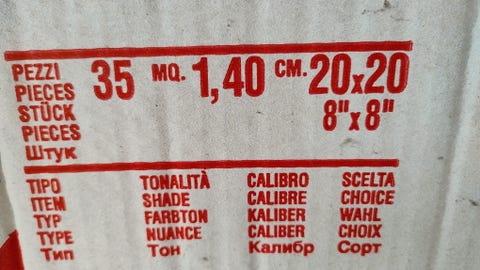 PEZZI 35 MQ. 1,40 CM. 20x20
PIECES 8"x8"
STÜCK
PIECES
Штук
TIPO TONALITÀ CALIBRO SCELTA
ITEM SHADE CALIBRE CHOICE
TYP FARBTON KALIBER WAHL
TYPE NUANCE CALIBER CHOIX
Тип Тон Калибр Сорт